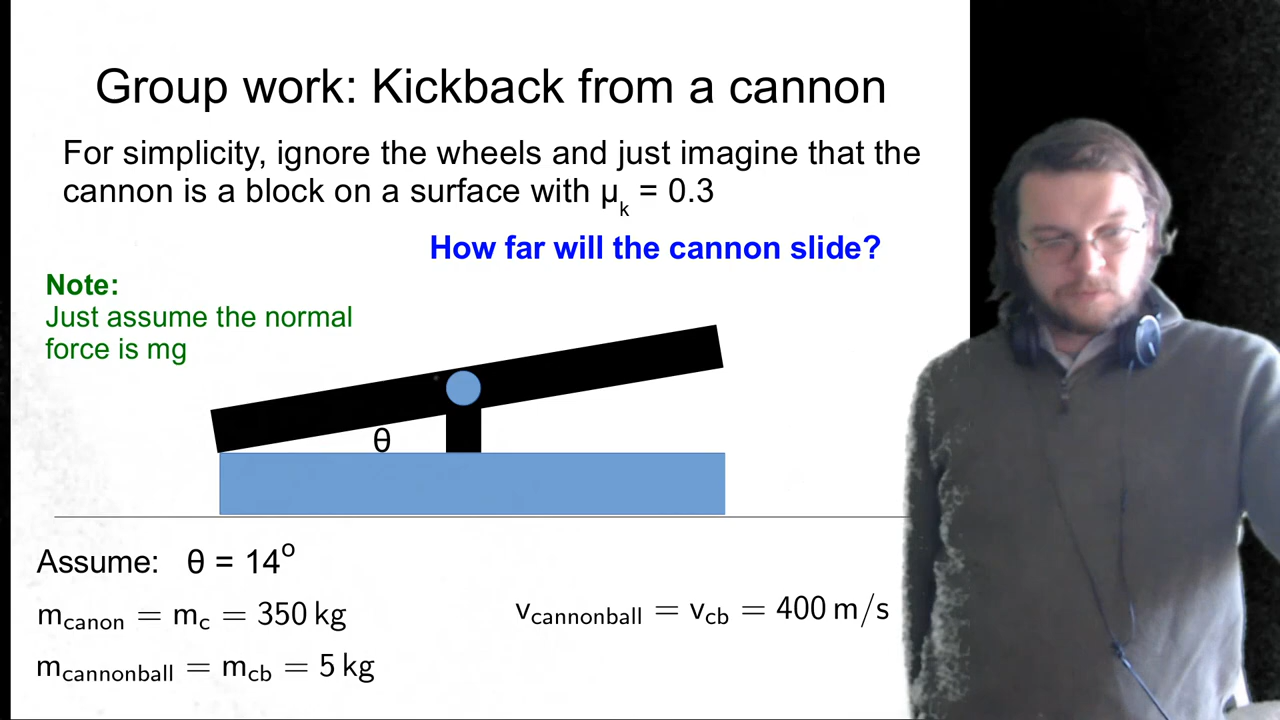 Group work: Kickback from a cannon
For simplicity, ignore the wheels and just imagine that the
cannon is a block on a surface with μk = 0.3
How far will the cannon slide?
Note:
Just assume the normal
force is mg
θ
Assume: θ = 14°
mcanon = mc = 350 kg
vcannonball = vcb = 400 m/s
mcannonball = mcb = 5 kg